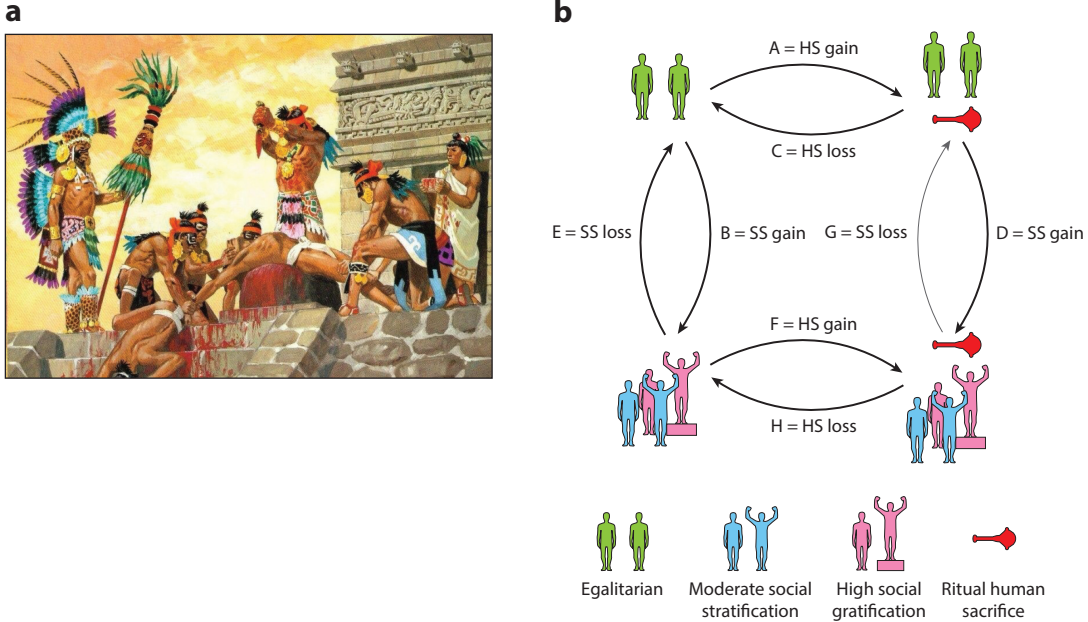 a
b
A = HS gain
C = HS loss
E = SS loss
B = SS gain
G = SS loss
D = SS gain
F = HS gain
H = HS loss
Egalitarian
Moderate social
stratification
High social
gratification
Ritual human
sacrifice